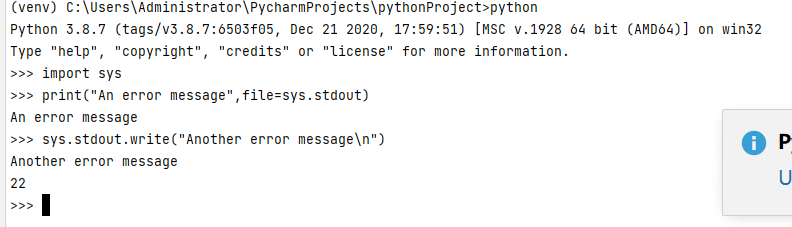 (venv) C:\Users\Administrator\PycharmProjects\pythonProject>python
Python 3.8.7 (tags/v3.8.7:6503f05, Dec 21 2020, 17:59:51) [MSC v.1928 64 bit (AMD64)] on win32
Type "help", "copyright", "credits" or "license" for more information.
>>> import sys
>>> print("An error message",file=sys.stdout)
An error message
>>> sys.stdout.write("Another error message\n")
Another error message
22
>>>